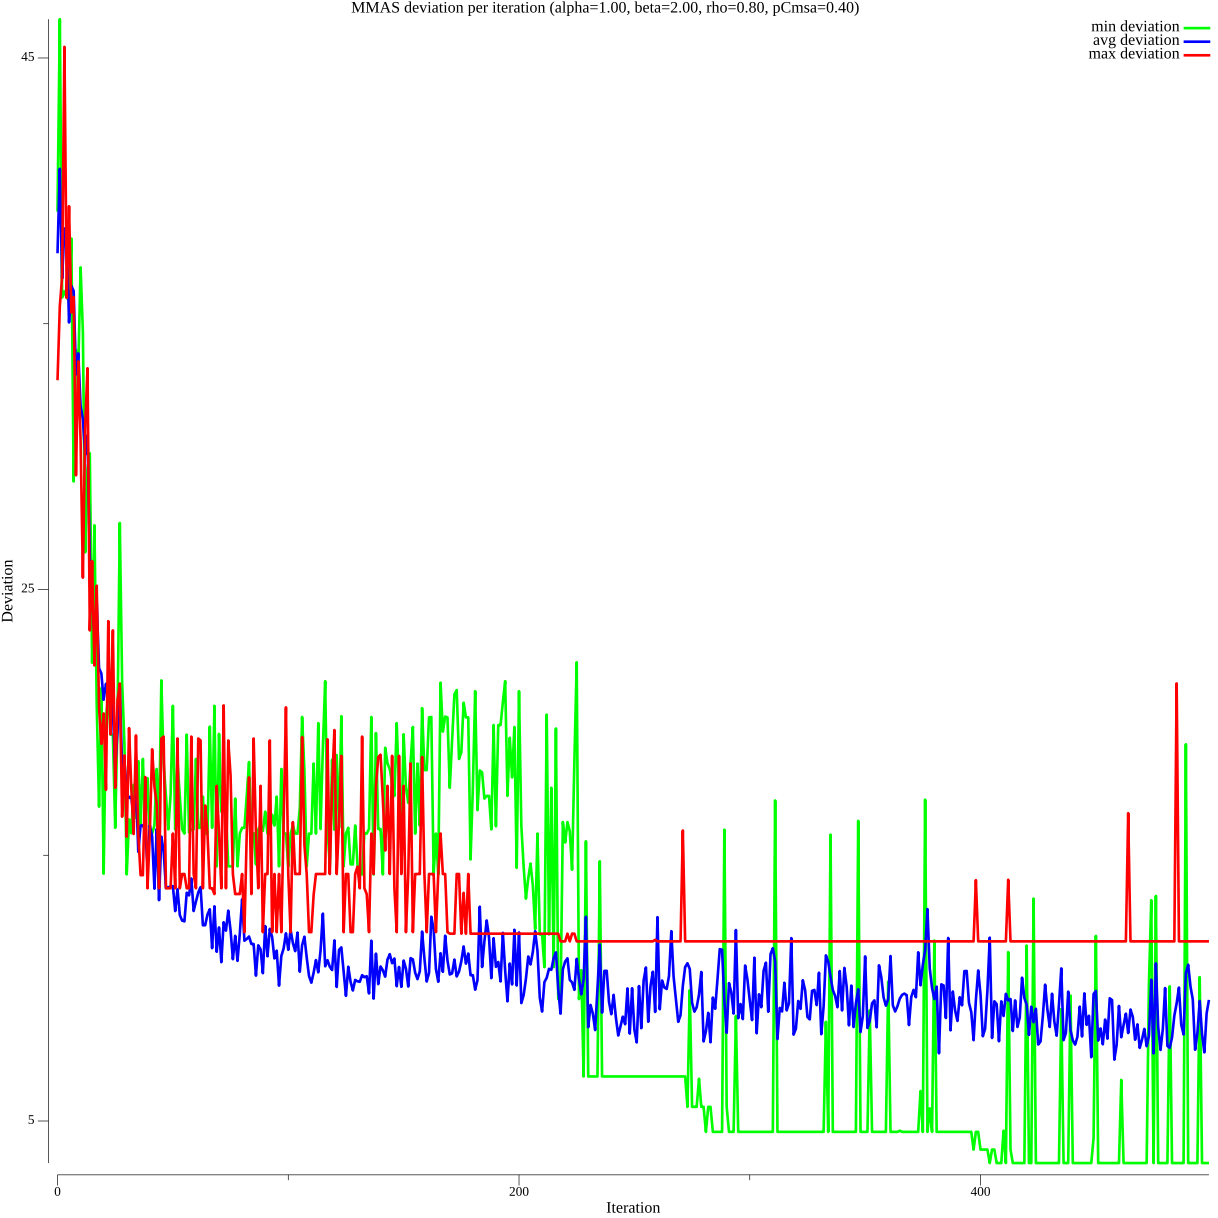 MMAS deviation per iteration (alpha=1.00, beta=2.00, rho=0.80, pCmsa=0.40)
min deviation
avg deviation
max deviation
45
25
5
Deviation
0
200
400
Iteration